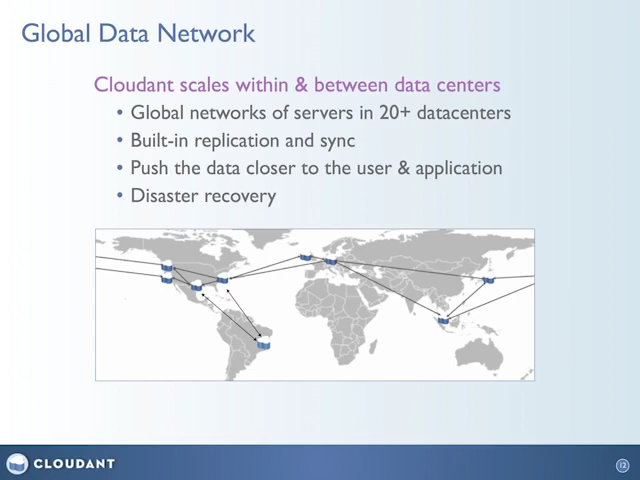 Global Data Network
Cloudant scales within & between data centers
• Global networks of servers in 20+ datacenters
• Built-in replication and sync
• Push the data closer to the user & application
• Disaster recovery
CLOUDANT
12